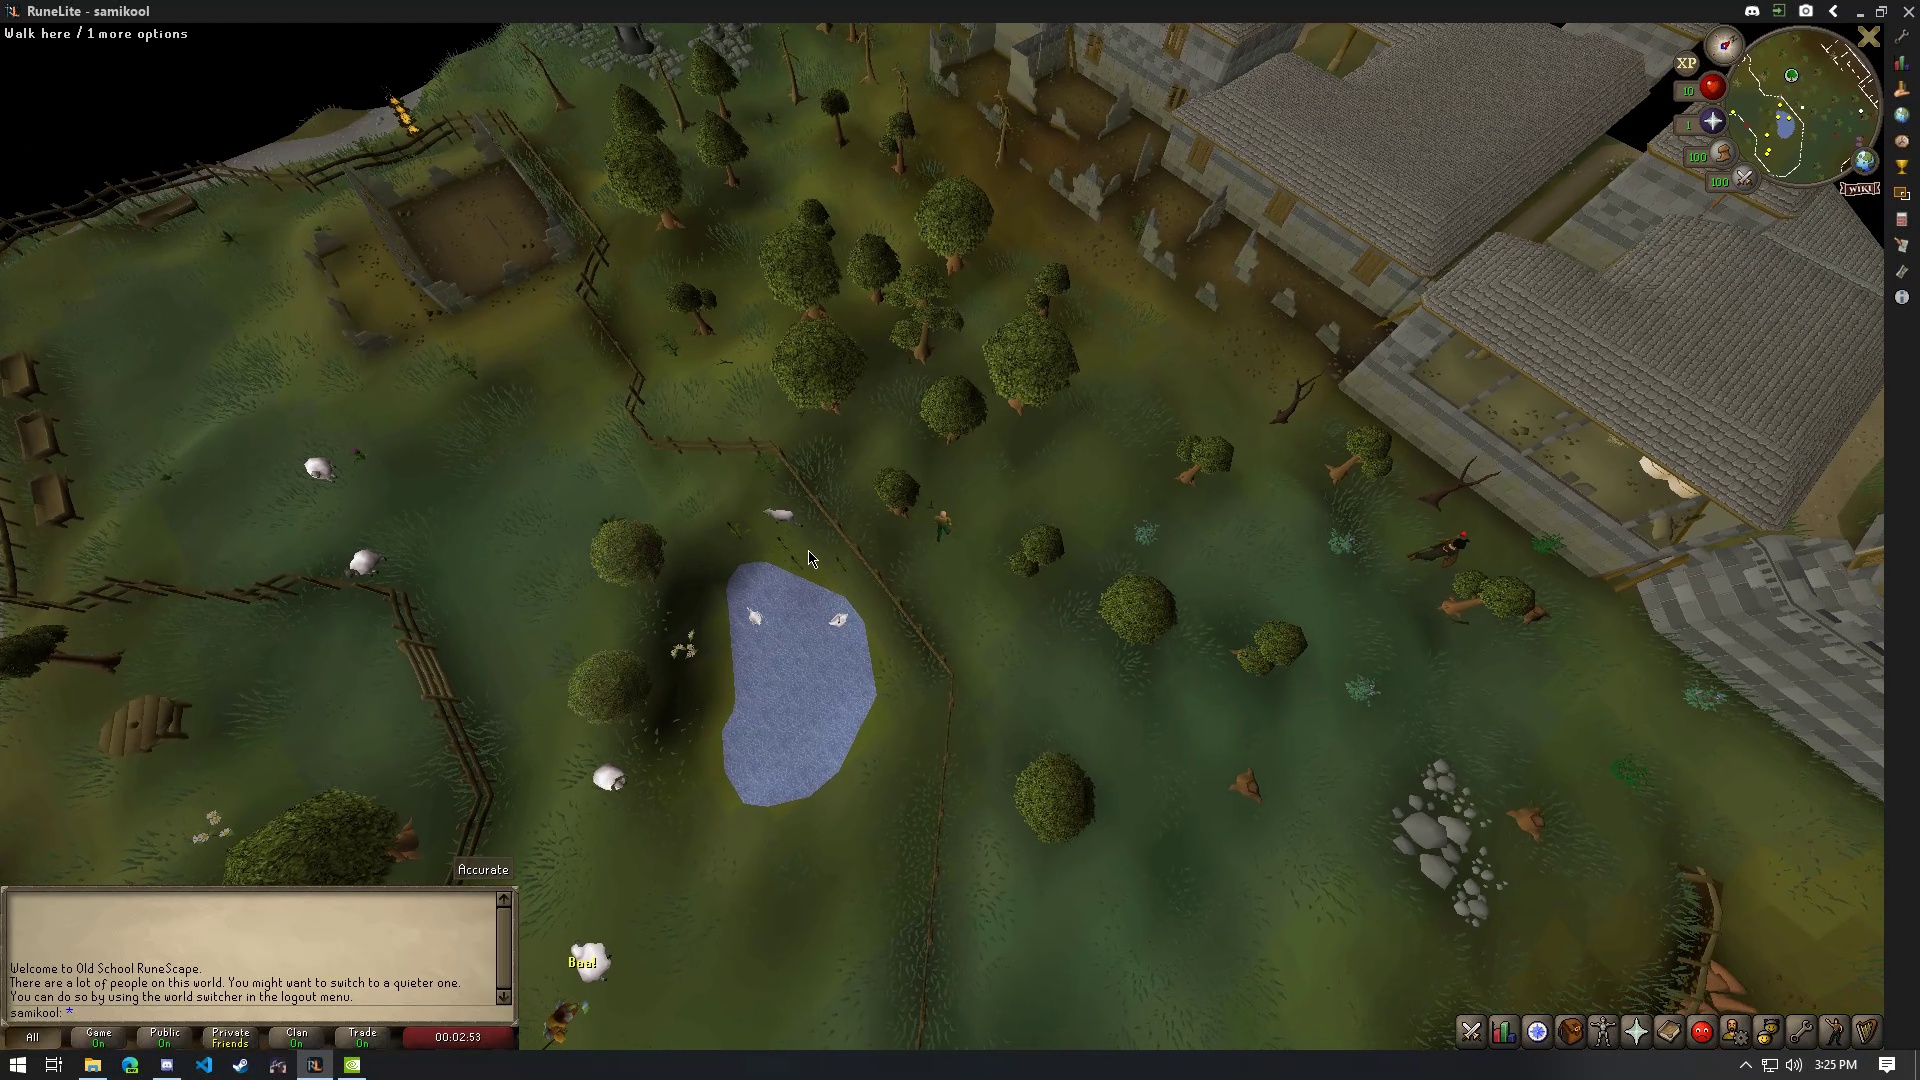 RuneLite - samikool
Walk here / 1 more options
XP
10
1
100
100
WIKI
Accurate
Baa!
Welcome to Old School RuneScape.
There are a lot of people on this world. You might want to switch to a quieter one.
You can do so by using the world switcher in the logout menu.
samikool: *
All
Game
On
Public
On
Private
Friends
Clan
On
Trade
On
00:02:53
3:25 PM